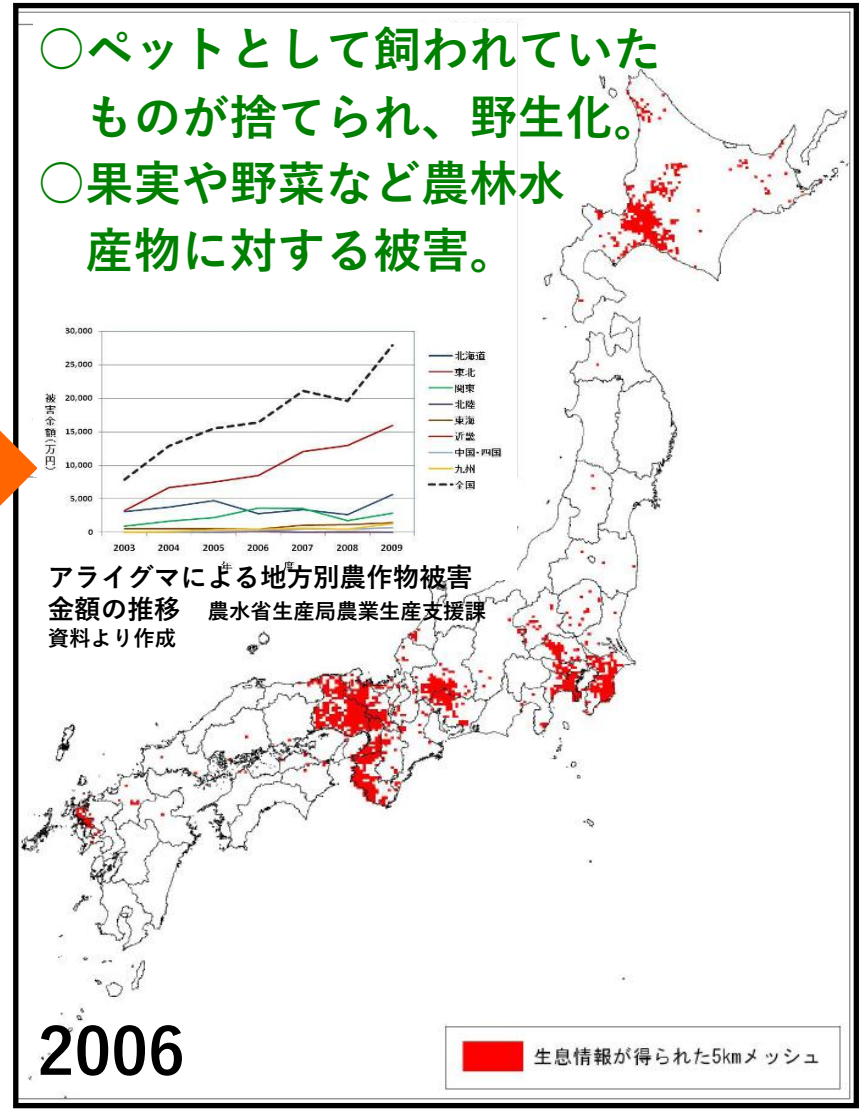 ○ペットとして飼われていた
ものが捨てられ、野生化。
○果実や野菜など農林水
産物に対する被害。
30,000
25,000
20,000
15,000
10,000
5,000
0
被害金額(万円)
2003 2004 2005 2006 2007 2008 2009
年度
北海道
東北
関東
北陸
東海
近畿
中国・四国
九州
全国
アライグマによる地方別農作物被害
金額の推移 農水省生産局農業生産支援課
資料より作成
2006
生息情報が得られた5kmメッシュ